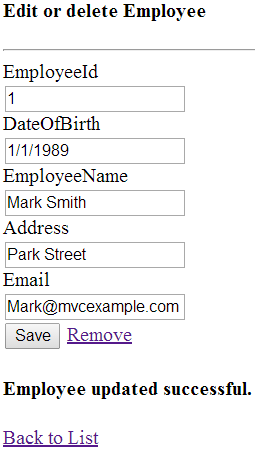 Edit or delete Employee
EmployeeId
1
DateOfBirth
1/1/1989
EmployeeName
Mark Smith
Address
Park Street
Email
Mark@mvcexample.com
Save Remove
Employee updated successful.
Back to List